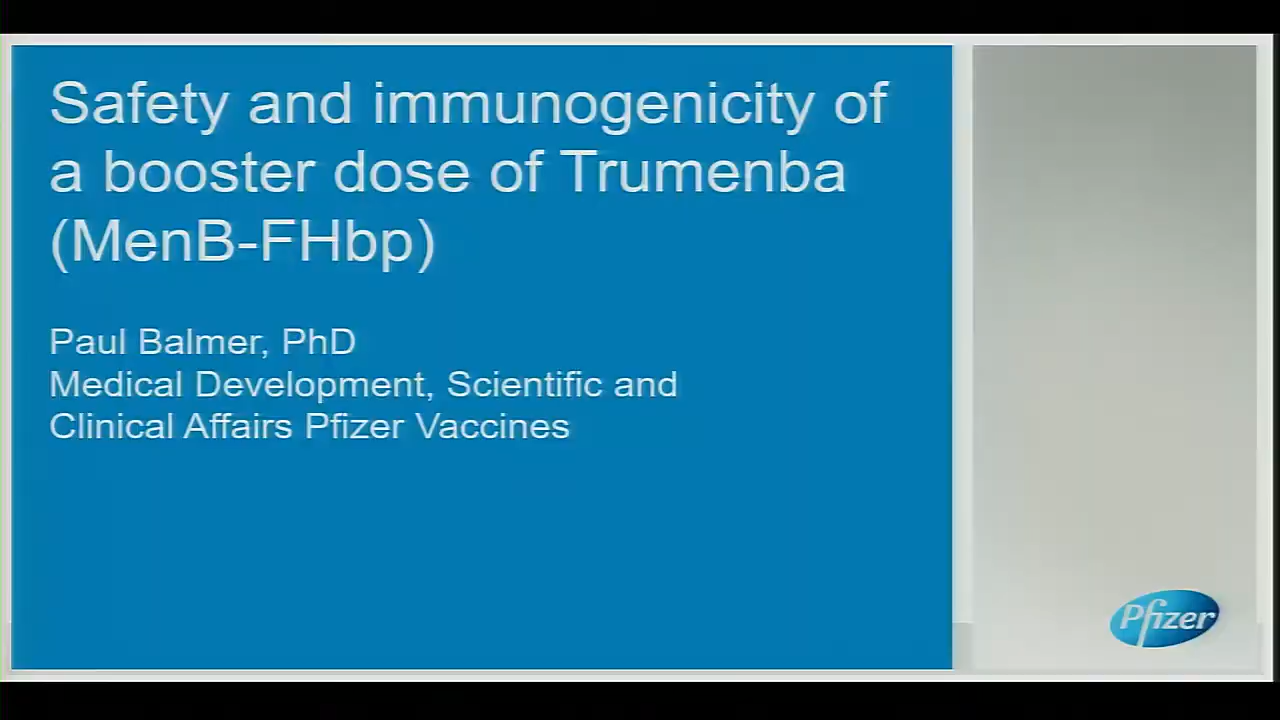 Safety and immunogenicity of
a booster dose of Trumenba
(MenB-FHbp)
Paul Balmer, PhD
Medical Development, Scientific and
Clinical Affairs Pfizer Vaccines
Pfizer